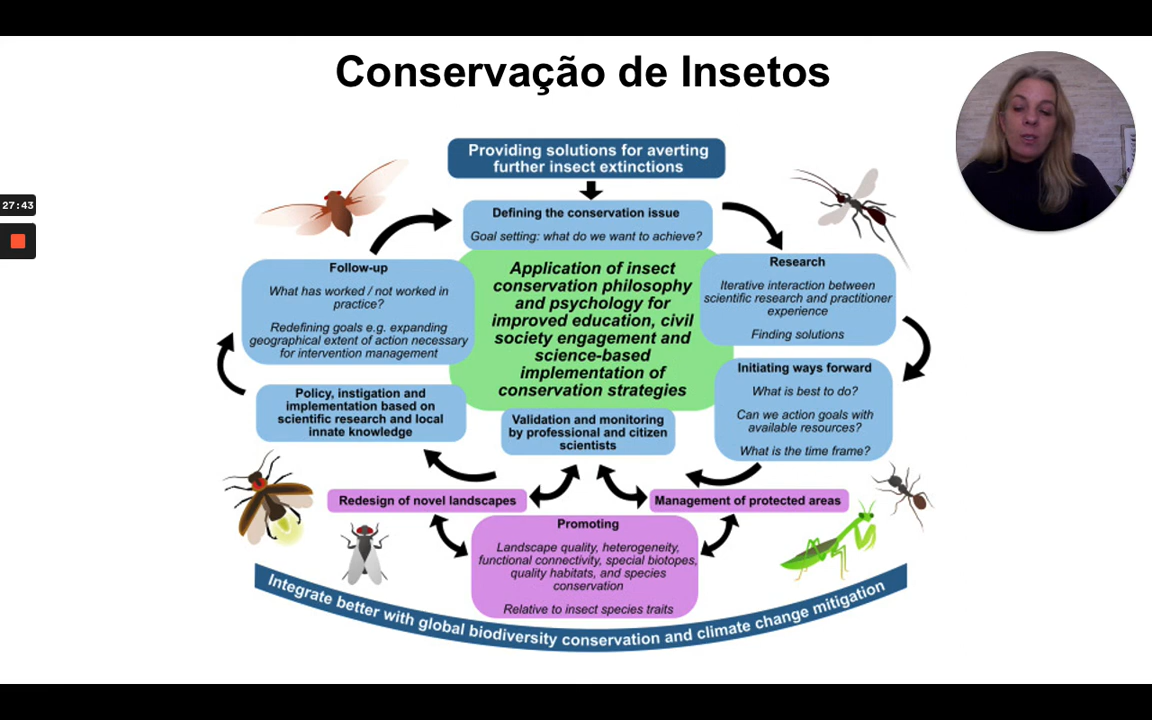 Conservação de Insetos
Providing solutions for averting
further insect extinctions
27:43
Defining the conservation issue
Goal setting: what do we want to achieve?
Follow-up
What has worked / not worked in
practice?
Redefining goals e.g. expanding
geographical extent of action necessary
for intervention management
Application of insect
conservation philosophy
and psychology for
improved education, civil
society engagement and
science-based
implementation of
conservation strategies
Research
Iterative interaction between
scientific research and practitioner
experience
Finding solutions
Initiating ways forward
What is best to do?
Can we action goals with
available resources?
What is the time frame?
Policy, instigation and
implementation based on
scientific research and local
innate knowledge
Validation and monitoring
by professional and citizen
scientists
Redesign of novel landscapes
Management of protected areas
Promoting
Landscape quality, heterogeneity,
functional connectivity, special biotopes,
quality habitats, and species
conservation
Relative to insect species traits
Integrate better with global biodiversity conservation and climate change mitigation